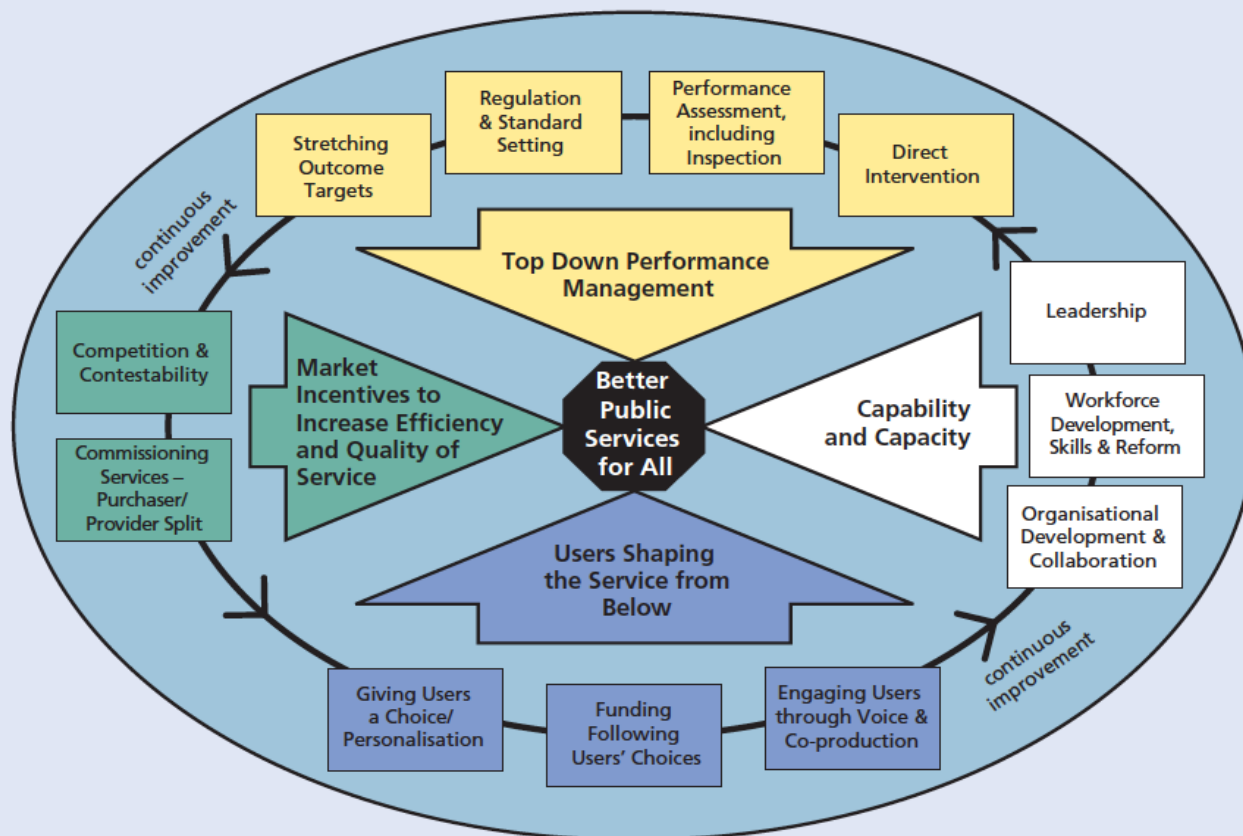 Regulation
& Standard
Setting
Performance
Assessment,
including
Inspection
Stretching
Outcome
Targets
Direct
Intervention
continuous
improvement
Top Down Performance
Management
Leadership
Competition &
Contestability
Market
Incentives to
Increase Efficiency
and Quality of
Service
Better
Public
Services
for All
Capability
and Capacity
Workforce
Development,
Skills & Reform
Commissioning
Services –
Purchaser/
Provider Split
Organisational
Development &
Collaboration
Users Shaping
the Service from
Below
continuous
improvement
Giving Users
a Choice/
Personalisation
Funding
Following
Users' Choices
Engaging Users
through Voice &
Co-production